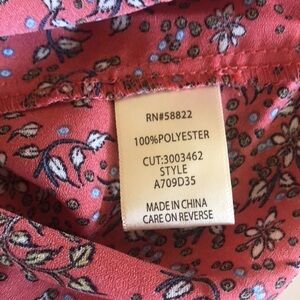 RN#58822
100%POLYESTER
CUT:3003462
STYLE
A709D35
MADE IN CHINA
CARE ON REVERSE